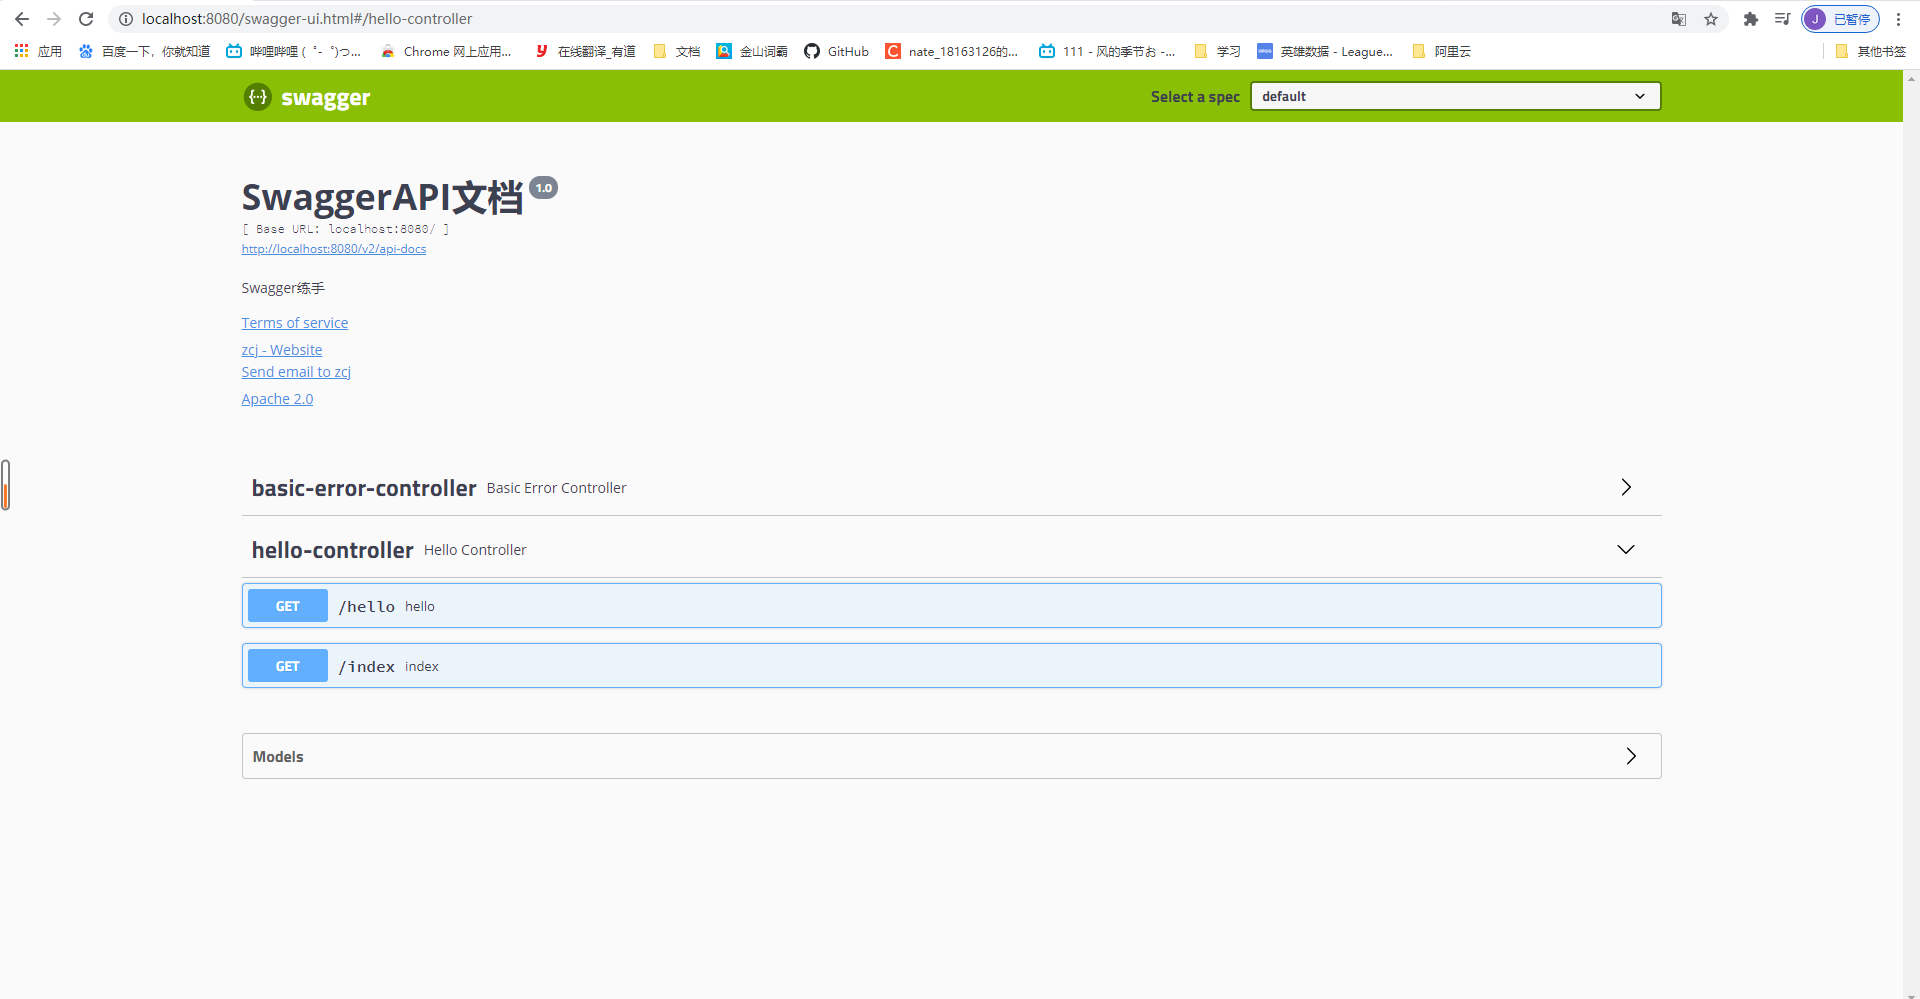 localhost:8080/swagger-ui.html#/hello-controller
J 已暂停
应用 百度一下，你就知道 哔哩哔哩 (゜-゜)つ... Chrome 网上应用... 在线翻译_有道 文档 金山词霸 GitHub nate_18163126的... 111 - 风的季节お -... 学习 英雄数据 - League... 阿里云 其他书签
{···} swagger Select a spec default
SwaggerAPI文档 1.0
[ Base URL: localhost:8080/ ]
http://localhost:8080/v2/api-docs
Swagger练手
Terms of service
zcj - Website
Send email to zcj
Apache 2.0
basic-error-controller Basic Error Controller
hello-controller Hello Controller
GET /hello hello
GET /index index
Models